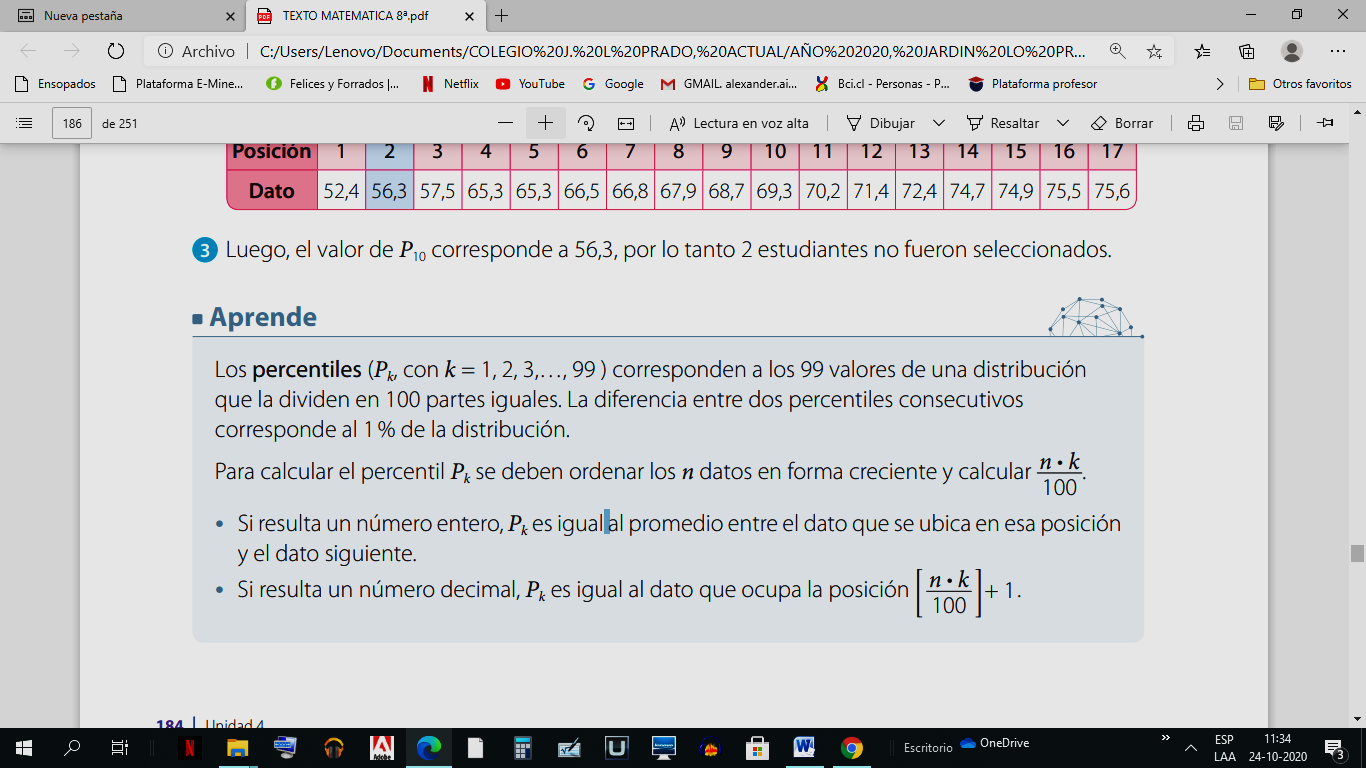 Nueva pestaña
TEXTO MATEMATICA 8ª.pdf
Archivo
C:/Users/Lenovo/Documents/COLEGIO%20J.%20L%20PRADO,%20ACTUAL/AÑO%202020,%20JARDIN%20LO%20PR...
Ensopados
Plataforma E-Mine...
Felices y Forrados |...
Netflix
YouTube
Google
GMAIL. alexander.ai...
Bci.cl - Personas - P...
Plataforma profesor
Otros favoritos
186 de 251
Lectura en voz alta
Dibujar
Resaltar
Borrar
Posición 1 2 3 4 5 6 7 8 9 10 11 12 13 14 15 16 17
Dato 52,4 56,3 57,5 65,3 65,3 66,5 66,8 67,9 68,7 69,3 70,2 71,4 72,4 74,7 74,9 75,5 75,6
3 Luego, el valor de P₁₀ corresponde a 56,3, por lo tanto 2 estudiantes no fueron seleccionados.
Aprende
Los percentiles (Pₖ, con k = 1, 2, 3,…, 99 ) corresponden a los 99 valores de una distribución
que la dividen en 100 partes iguales. La diferencia entre dos percentiles consecutivos
corresponde al 1 % de la distribución.
Para calcular el percentil Pₖ se deben ordenar los n datos en forma creciente y calcular n • k / 100.
• Si resulta un número entero, Pₖ es igual al promedio entre el dato que se ubica en esa posición
y el dato siguiente.
• Si resulta un número decimal, Pₖ es igual al dato que ocupa la posición [n • k / 100] + 1.
184 | Unidad 4
Escritorio
OneDrive
ESP
LAA
11:34
24-10-2020
3